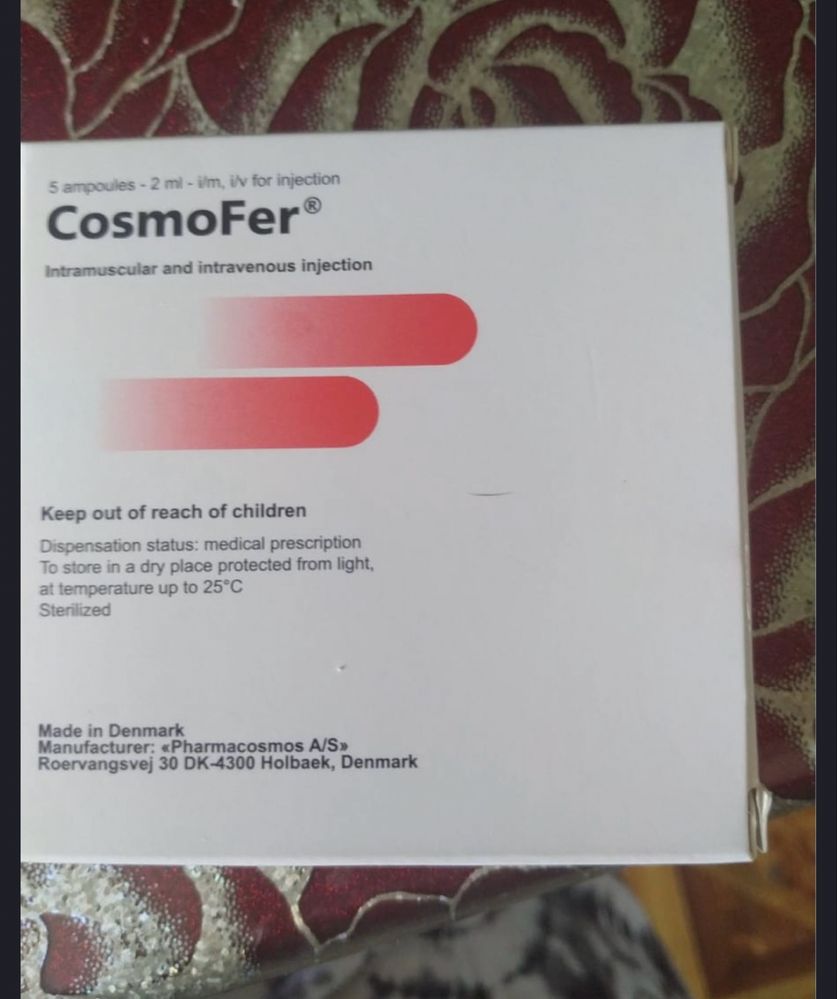 5 ampoules - 2 ml - i/m, i/v for injection
CosmoFer®
Intramuscular and intravenous injection
Keep out of reach of children
Dispensation status: medical prescription
To store in a dry place protected from light,
at temperature up to 25°C
Sterilized
Made in Denmark
Manufacturer: «Pharmacosmos A/S»
Roervangsvej 30 DK-4300 Holbaek, Denmark